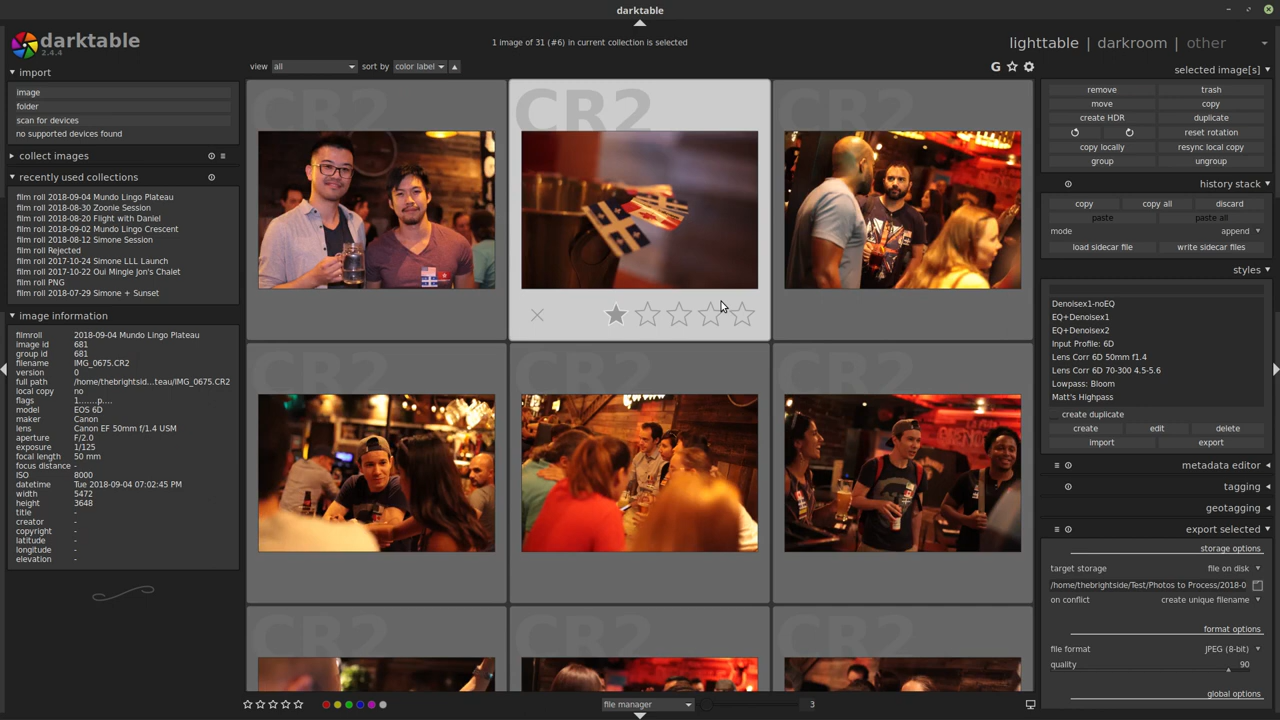 darktable
darktable
2.4.4
1 image of 31 (#6) in current collection is selected
lighttable | darkroom | other
import
image
folder
scan for devices
no supported devices found
collect images
recently used collections
film roll 2018-09-04 Mundo Lingo Plateau
film roll 2018-08-30 Zoonie Session
film roll 2018-08-20 Flight with Daniel
film roll 2018-09-02 Mundo Lingo Crescent
film roll 2018-08-12 Simone Session
film roll Rejected
film roll 2017-10-24 Simone LLL Launch
film roll 2017-10-22 Oui Mingle Jon's Chalet
film roll PNG
film roll 2018-07-29 Simone + Sunset
image information
filmroll 2018-09-04 Mundo Lingo Plateau
image id 681
group id 681
filename IMG_0675.CR2
version 0
full path /home/thebrightsid...teau/IMG_0675.CR2
local copy no
flags 1.......p....
model EOS 6D
maker Canon
lens Canon EF 50mm f/1.4 USM
aperture F/2.0
exposure 1/125
focal length 50 mm
focus distance -
ISO 8000
datetime Tue 2018-09-04 07:02:45 PM
width 5472
height 3648
title -
creator -
copyright -
latitude -
longitude -
elevation -
view all sort by color label
G
CR2 CR2 CR2
CR2 CR2 CR2
CR2 CR2 CR2
file manager 3
selected image[s]
remove trash
move copy
create HDR duplicate
reset rotation
copy locally resync local copy
group ungroup
history stack
copy copy all discard
paste paste all
mode append
load sidecar file write sidecar files
styles
Denoisex1-noEQ
EQ+Denoisex1
EQ+Denoisex2
Input Profile: 6D
Lens Corr 6D 50mm f1.4
Lens Corr 6D 70-300 4.5-5.6
Lowpass: Bloom
Matt's Highpass
create duplicate
create edit delete
import export
metadata editor
tagging
geotagging
export selected
storage options
target storage file on disk
/home/thebrightside/Test/Photos to Process/2018-0
on conflict create unique filename
format options
file format JPEG (8-bit)
quality 90
global options